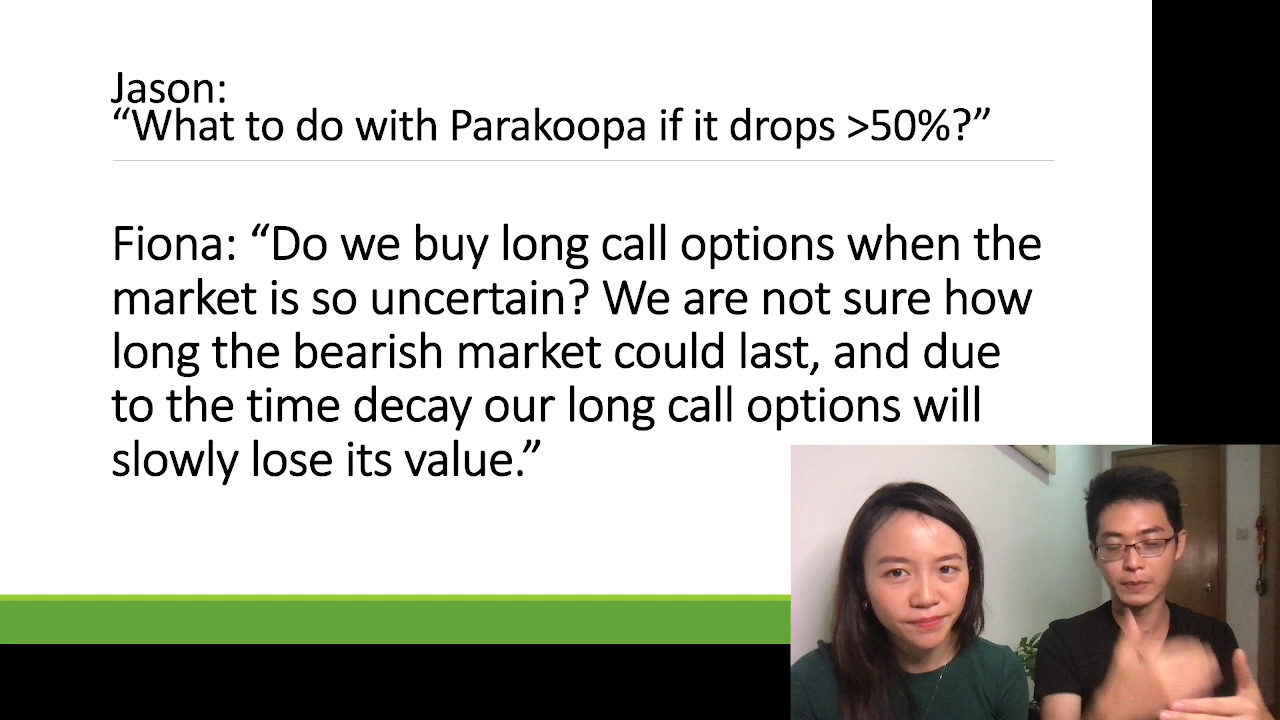 Jason:
“What to do with Parakoopa if it drops >50%?”
Fiona: “Do we buy long call options when the
market is so uncertain? We are not sure how
long the bearish market could last, and due
to the time decay our long call options will
slowly lose its value.”